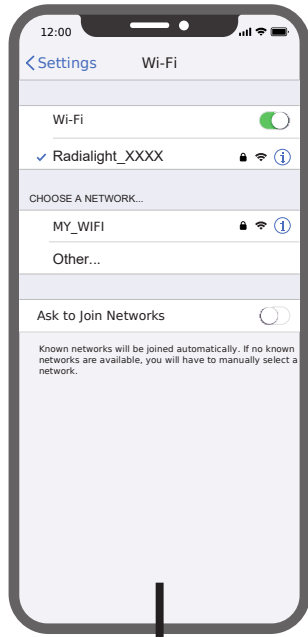 12:00
Settings Wi-Fi
Wi-Fi
Radialight_XXXX
CHOOSE A NETWORK...
MY_WIFI
Other...
Ask to Join Networks
Known networks will be joined automatically. If no known
networks are available, you will have to manually select a
network.